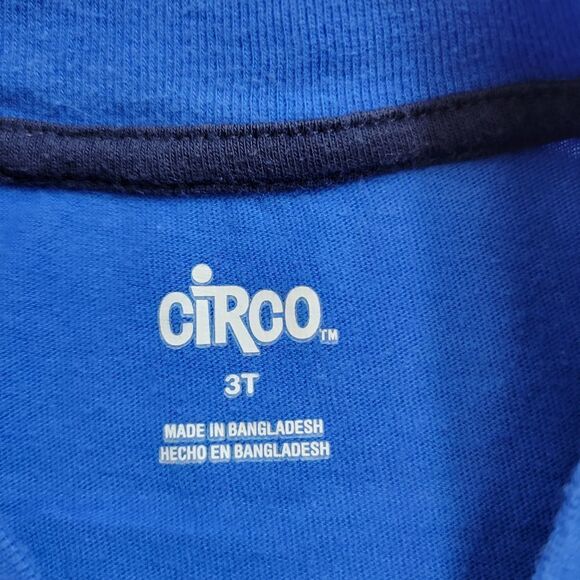 CiRCO™
3T
MADE IN BANGLADESH
HECHO EN BANGLADESH